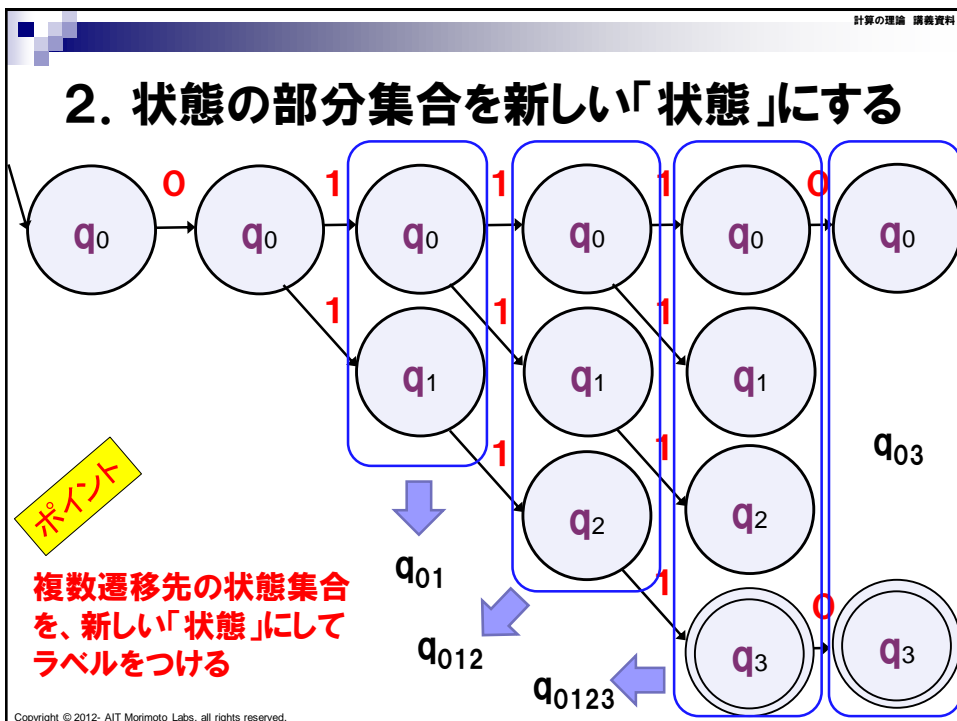 計算の理論 講義資料
2. 状態の部分集合を新しい「状態」にする
0 1 1 1 0
q0 q0 q0 q0 q0 q0
1 1 1
q1 q1 q1
q03
1 1
ポイント
q2 q2
q01
複数遷移先の状態集合
を、新しい「状態」にして
ラベルをつける
1 0
q012
q3 q3
q0123
Copyright © 2012- AIT Morimoto Labs. all rights reserved.